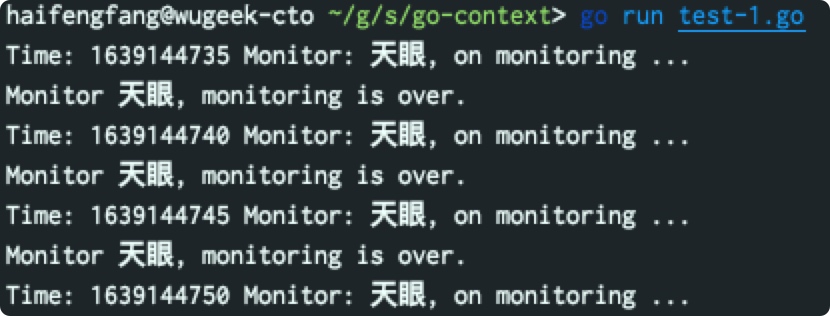 haifengfang@wugeek-cto ~/g/s/go-context> go run test-1.go
Time: 1639144735 Monitor: 天眼, on monitoring ...
Monitor 天眼, monitoring is over.
Time: 1639144740 Monitor: 天眼, on monitoring ...
Monitor 天眼, monitoring is over.
Time: 1639144745 Monitor: 天眼, on monitoring ...
Monitor 天眼, monitoring is over.
Time: 1639144750 Monitor: 天眼, on monitoring ...